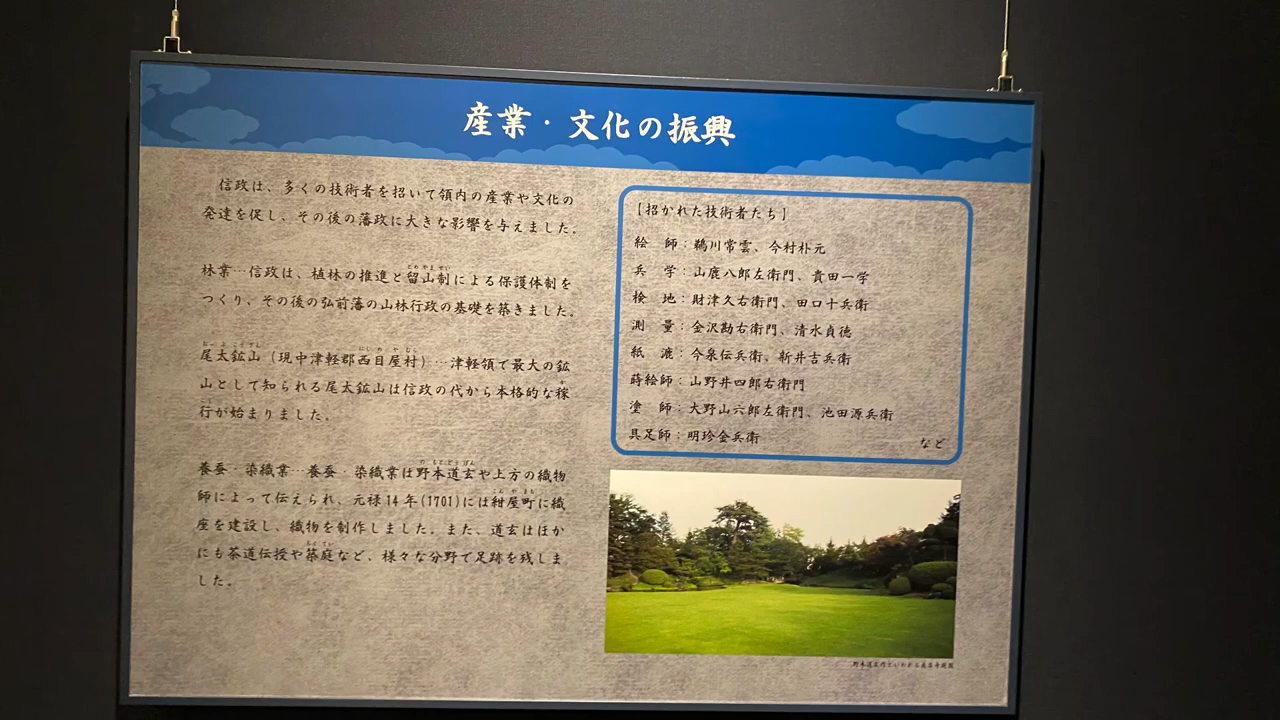 産業・文化の振興
信政は、多くの技術者を招いて領内の産業や文化の
発達を促し、その後の藩政に大きな影響を与えました。
林業…信政は、植林の推進と留山制による保護体制を
つくり、その後の弘前藩の山林行政の基礎を築きました。
尾太鉱山（現中津軽郡西目屋村）…津軽領で最大の鉱
山として知られる尾太鉱山は信政の代から本格的な稼
行が始まりました。
養蚕・染織業…養蚕・染織業は野本道玄や上方の織物
師によって伝えられ、元禄14年(1701)には紺屋町に織
座を建設し、織物を制作しました。また、道玄はほか
にも茶道伝授や築庭など、様々な分野で足跡を残しま
した。
［招かれた技術者たち］
絵　師：鵜川常雲、今村朴元
兵　学：山鹿八郎左衛門、貴田一学
検　地：財津久右衛門、田口十兵衛
測　量：金沢勘右衛門、清水貞徳
紙　漉：今泉伝兵衛、新井吉兵衛
蒔絵師：山野井四郎右衛門
塗　師：大野山六郎左衛門、池田源兵衛
具足師：明珍金兵衛
など